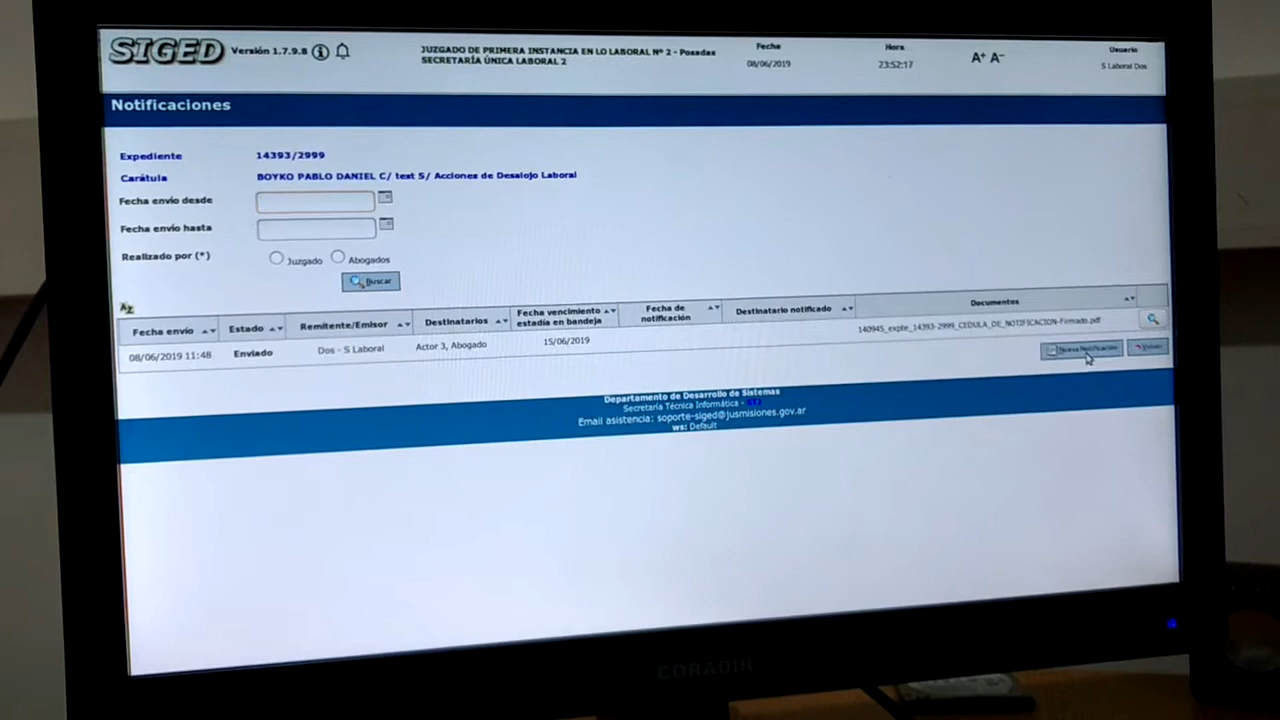 SIGED Versión 1.7.9.8
JUZGADO DE PRIMERA INSTANCIA EN LO LABORAL Nº 2 - Posadas
SECRETARÍA ÚNICA LABORAL 2
Fecha
08/06/2019
Hora
23:52:17
A+ A-
Usuario
S Laboral Dos
Notificaciones
Expediente 14393/2999
Carátula BOYKO PABLO DANIEL C/ test S/ Acciones de Desalojo Laboral
Fecha envío desde
Fecha envío hasta
Realizado por (*) Juzgado Abogados
Buscar
Fecha envío Estado Remitente/Emisor Destinatarios Fecha vencimiento estadía en bandeja Fecha de notificación Destinatario notificado Documentos
08/06/2019 11:48 Enviado Dos - S Laboral Actor 3, Abogado 15/06/2019 140945_expte_14393-2999_CEDULA_DE_NOTIFICACION-Firmado.pdf
Nueva Notificación Volver
Departamento de Desarrollo de Sistemas
Secretaría Técnica Informática - STJ
Email asistencia: soporte-siged@jusmisiones.gov.ar
ws: Default
CORADIR